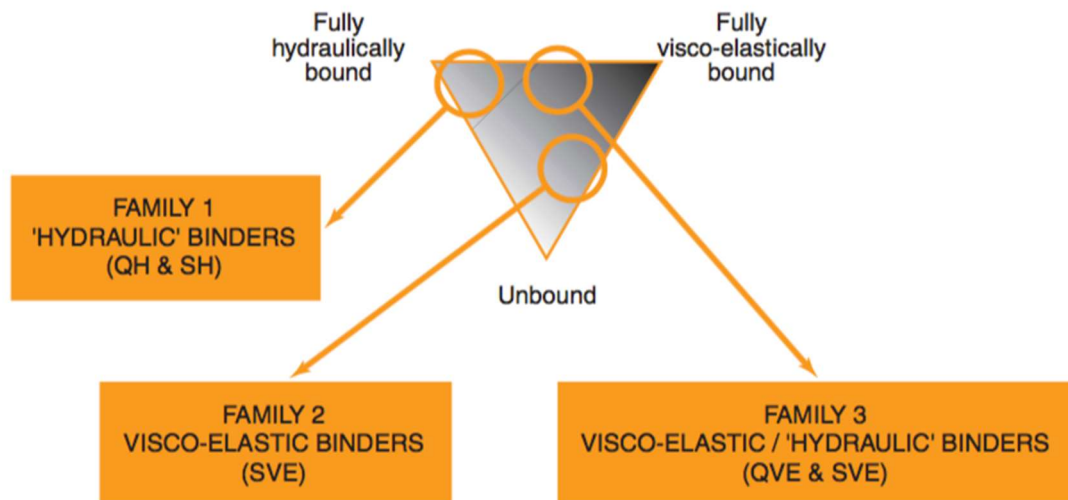 Fully
hydraulically
bound
Fully
visco-elastically
bound
FAMILY 1
'HYDRAULIC' BINDERS
(QH & SH)
Unbound
FAMILY 2
VISCO-ELASTIC BINDERS
(SVE)
FAMILY 3
VISCO-ELASTIC / 'HYDRAULIC' BINDERS
(QVE & SVE)